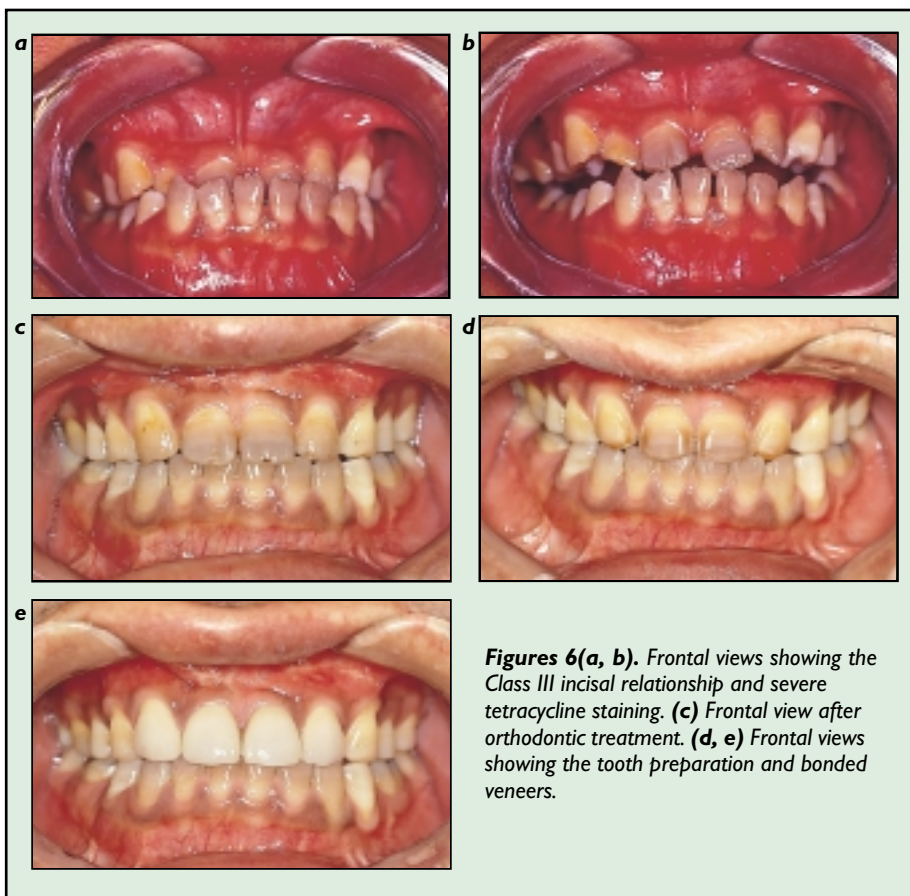 a
b
c
d
e
Figures 6(a, b). Frontal views showing the
Class III incisal relationship and severe
tetracycline staining. (c) Frontal view after
orthodontic treatment. (d, e) Frontal views
showing the tooth preparation and bonded
veneers.